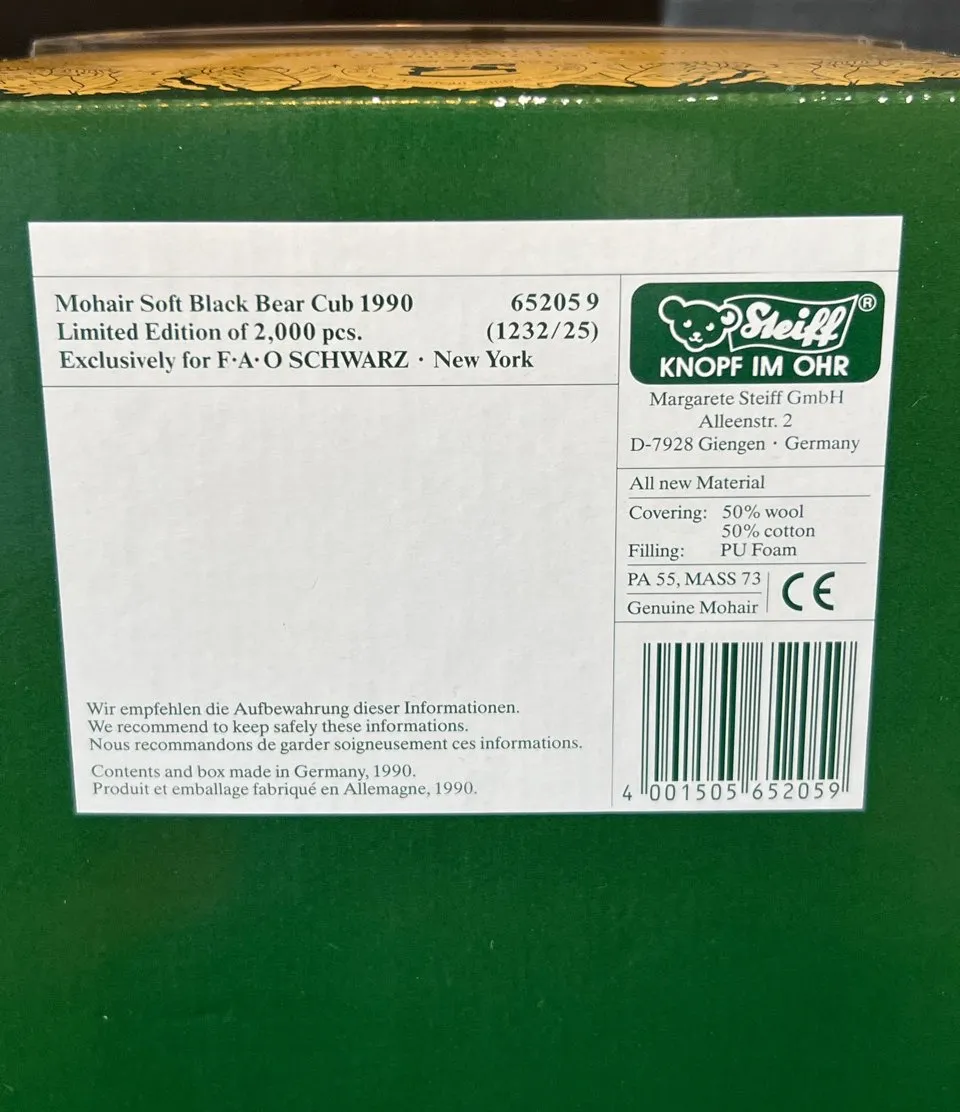 Mohair Soft Black Bear Cub 1990 652059
Limited Edition of 2,000 pcs. (1232/25)
Exclusively for F·A·O SCHWARZ · New York
Steiff ®
KNOPF IM OHR
Margarete Steiff GmbH
Alleenstr. 2
D-7928 Giengen · Germany
All new Material
Covering: 50% wool
50% cotton
Filling: PU Foam
PA 55, MASS 73
Genuine Mohair
CE
Wir empfehlen die Aufbewahrung dieser Informationen.
We recommend to keep safely these informations.
Nous recommandons de garder soigneusement ces informations.
Contents and box made in Germany, 1990.
Produit et emballage fabriqué en Allemagne, 1990.
4 001505 652059